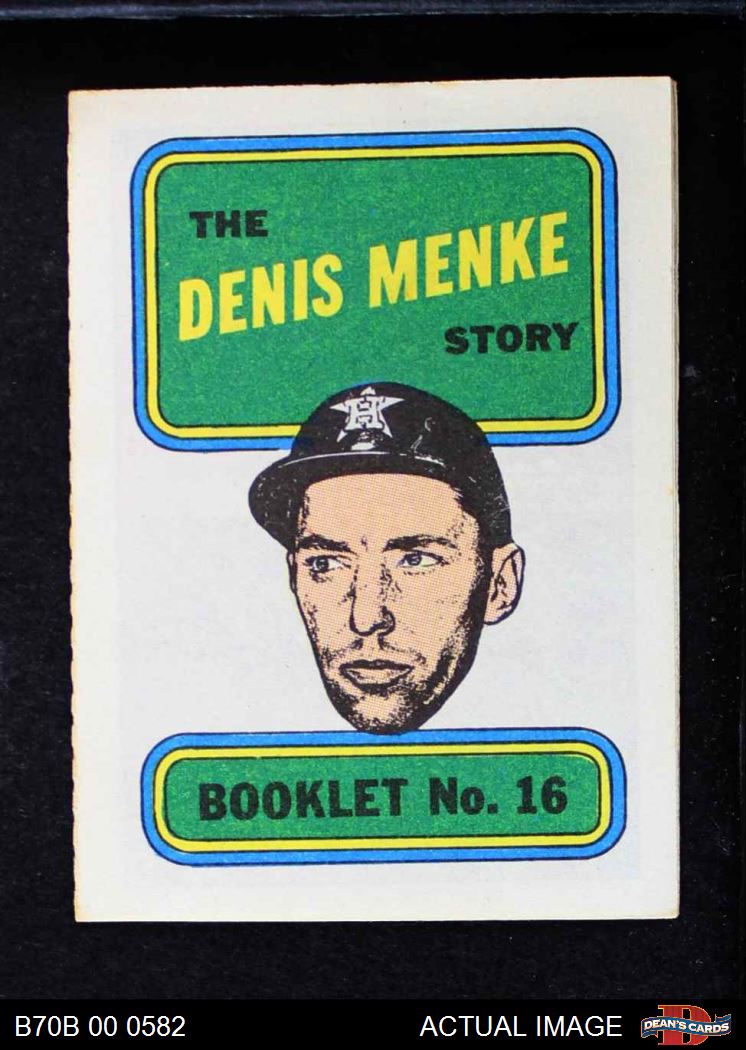 THE
DENIS MENKE
STORY
H
BOOKLET No. 16
B70B 00 0582
ACTUAL IMAGE
D
DEAN'S CARDS